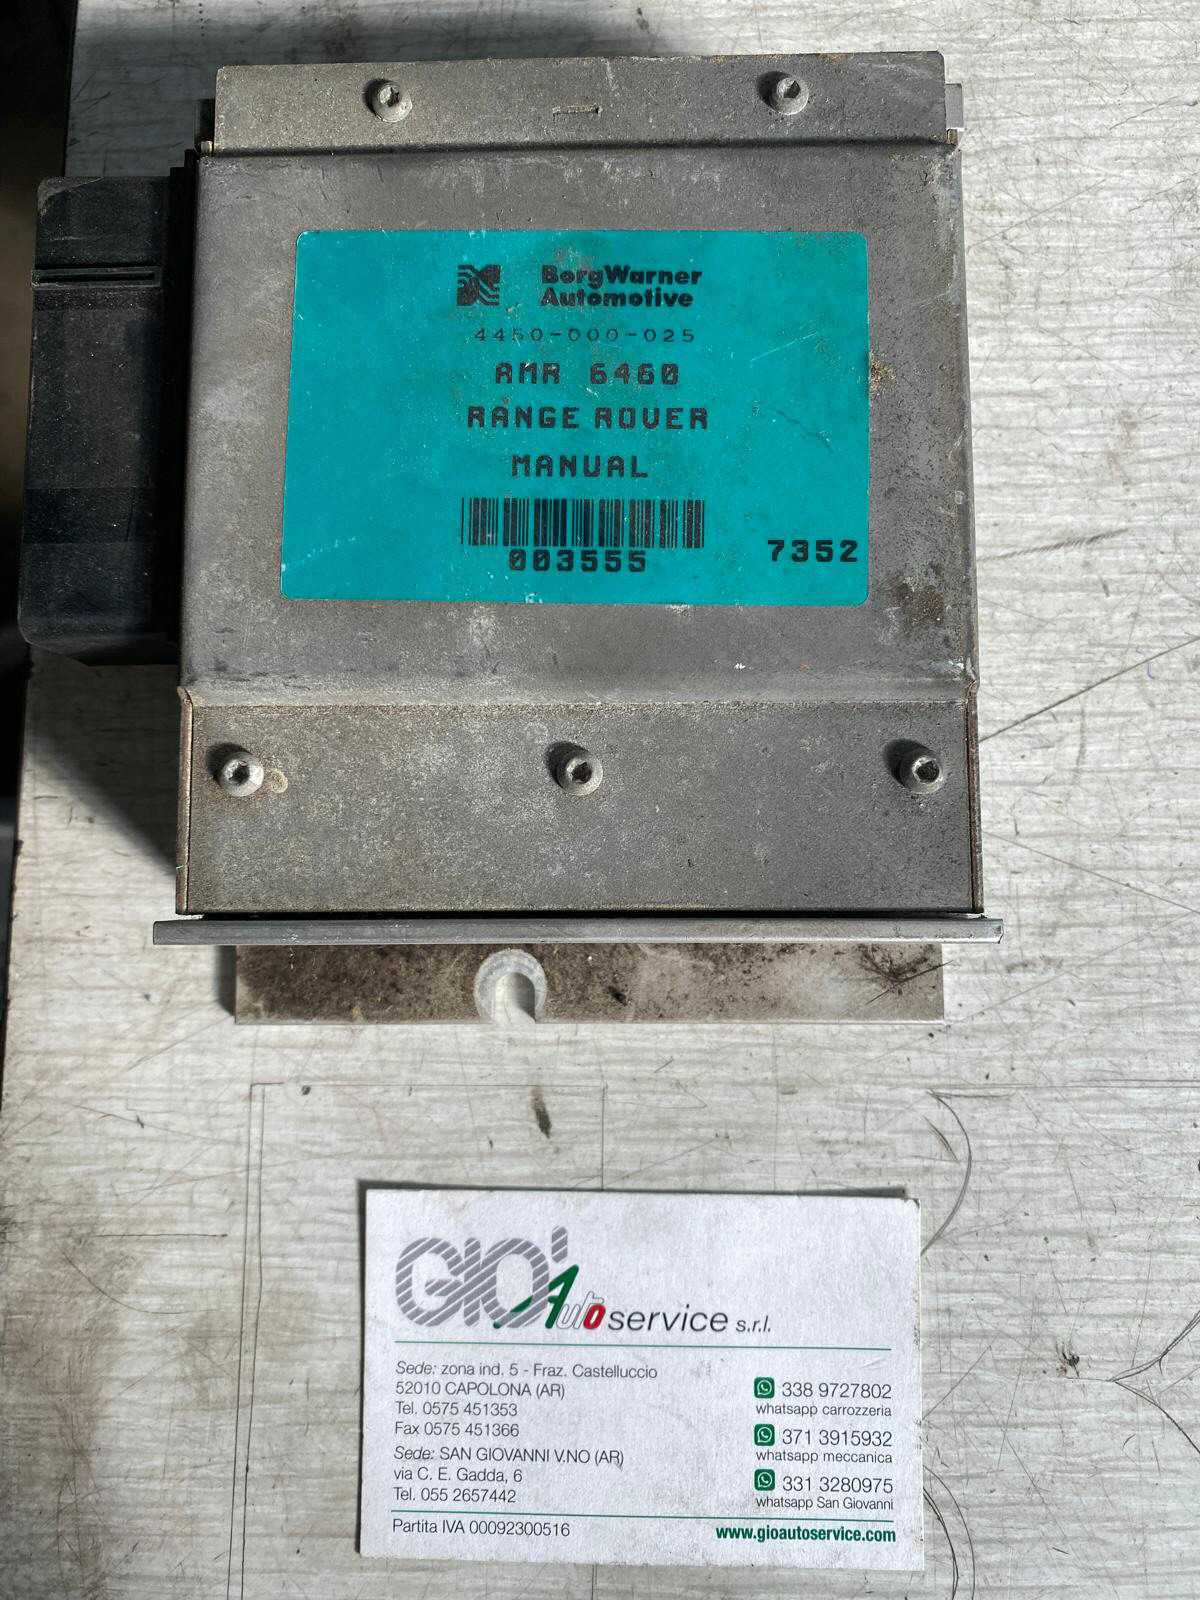 BorgWarner
Automotive
4450-000-025
AMR 6460
RANGE ROVER
MANUAL
003555
7352
GIO' Auto service s.r.l.
Sede: zona ind. 5 - Fraz. Castelluccio
52010 CAPOLONA (AR)
Tel. 0575 451353
Fax 0575 451366
Sede: SAN GIOVANNI V.NO (AR)
via C. E. Gadda, 6
Tel. 055 2657442
338 9727802
whatsapp carrozzeria
371 3915932
whatsapp meccanica
331 3280975
whatsapp San Giovanni
Partita IVA 00092300516
www.gioautoservice.com